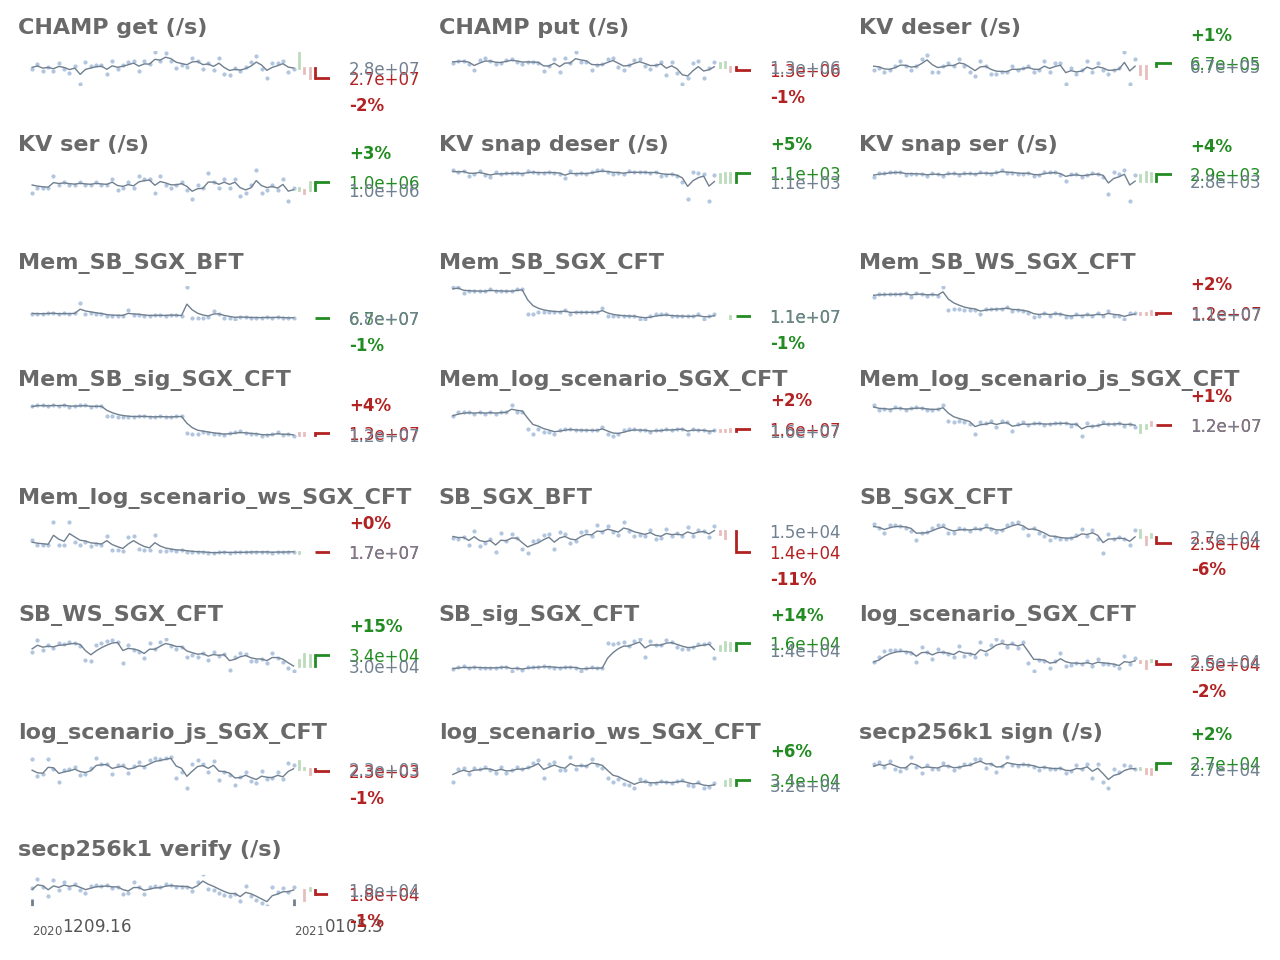 CHAMP get (/s)
2.8e+07
2.7e+07
-2%
CHAMP put (/s)
1.3e+06
1.3e+06
-1%
KV deser (/s)
+1%
6.7e+05
6.7e+05
KV ser (/s)
+3%
1.0e+06
1.0e+06
KV snap deser (/s)
+5%
1.1e+03
1.1e+03
KV snap ser (/s)
+4%
2.9e+03
2.8e+03
Mem_SB_SGX_BFT
-1%
Mem_SB_SGX_CFT
1.1e+07
-1%
Mem_SB_WS_SGX_CFT
+2%
Mem_SB_sig_SGX_CFT
+4%
1.3e+07
1.2e+07
Mem_log_scenario_SGX_CFT
+2%
1.6e+07
1.6e+07
Mem_log_scenario_js_SGX_CFT
+1%
1.2e+07
Mem_log_scenario_ws_SGX_CFT
+0%
1.7e+07
SB_SGX_BFT
1.5e+04
1.4e+04
-11%
SB_SGX_CFT
2.7e+04
2.5e+04
-6%
SB_WS_SGX_CFT
+15%
3.4e+04
3.0e+04
SB_sig_SGX_CFT
+14%
1.6e+04
1.4e+04
log_scenario_SGX_CFT
2.6e+04
2.5e+04
-2%
log_scenario_js_SGX_CFT
2.3e+03
2.3e+03
-1%
log_scenario_ws_SGX_CFT
+6%
3.4e+04
3.2e+04
secp256k1 sign (/s)
+2%
2.7e+04
2.7e+04
secp256k1 verify (/s)
1.8e+04
1.8e+04
-1%
2020 1209.16
2021 0105.3